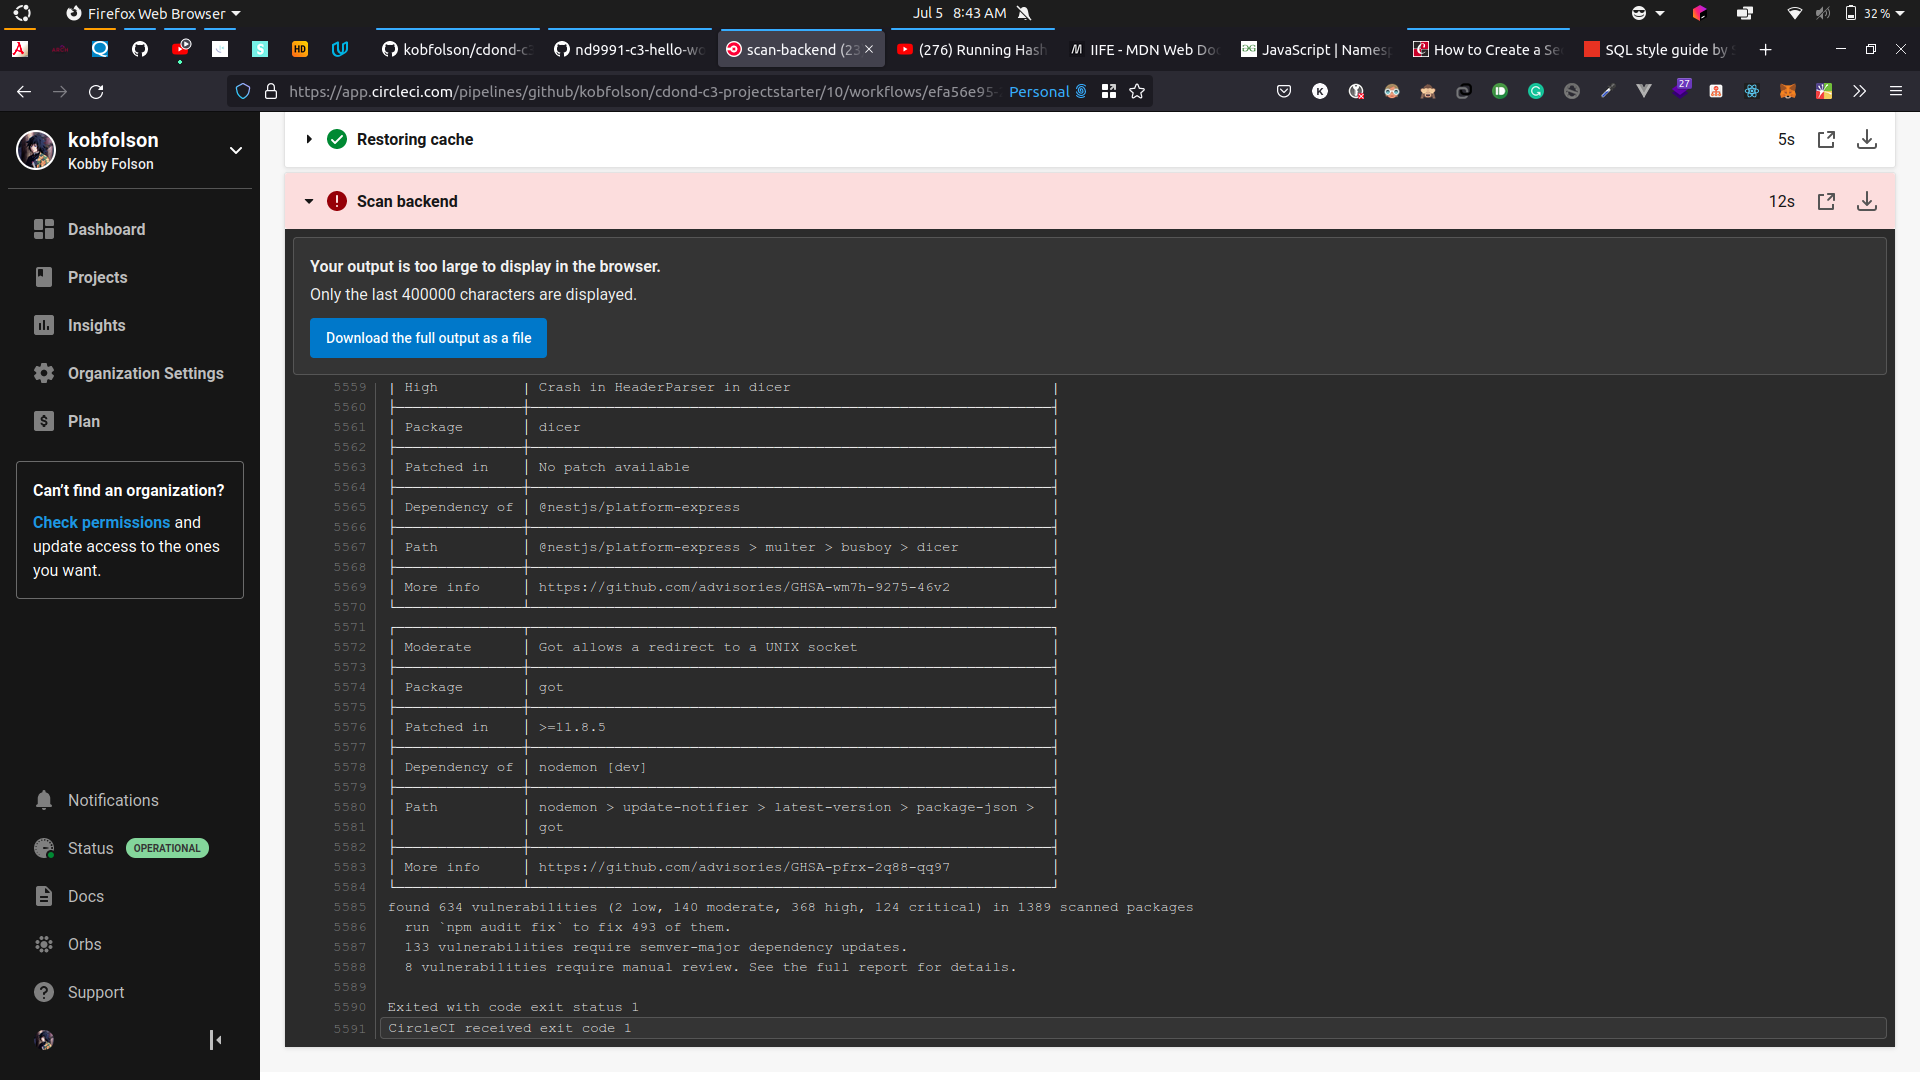 Firefox Web Browser
Jul 5 8:43 AM
32 %
kobfolson/cdond-c3
nd9991-c3-hello-wo
scan-backend (23
(276) Running Hash
IIFE - MDN Web Doc
JavaScript | Namesp
How to Create a Se
SQL style guide by S
https://app.circleci.com/pipelines/github/kobfolson/cdond-c3-projectstarter/10/workflows/efa56e95-
Personal
27
kobfolson
Kobby Folson
Dashboard
Projects
Insights
Organization Settings
Plan
Can't find an organization?
Check permissions and
update access to the ones
you want.
Notifications
Status OPERATIONAL
Docs
Orbs
Support
Restoring cache 5s
Scan backend 12s
Your output is too large to display in the browser.
Only the last 400000 characters are displayed.
Download the full output as a file
5559 │ High │ Crash in HeaderParser in dicer │
5560
5561 │ Package │ dicer │
5562
5563 │ Patched in │ No patch available │
5564
5565 │ Dependency of │ @nestjs/platform-express │
5566
5567 │ Path │ @nestjs/platform-express > multer > busboy > dicer │
5568
5569 │ More info │ https://github.com/advisories/GHSA-wm7h-9275-46v2 │
5570
5571
5572 │ Moderate │ Got allows a redirect to a UNIX socket │
5573
5574 │ Package │ got │
5575
5576 │ Patched in │ >=11.8.5 │
5577
5578 │ Dependency of │ nodemon [dev] │
5579
5580 │ Path │ nodemon > update-notifier > latest-version > package-json > │
5581 │ │ got │
5582
5583 │ More info │ https://github.com/advisories/GHSA-pfrx-2q88-qq97 │
5584
5585 found 634 vulnerabilities (2 low, 140 moderate, 368 high, 124 critical) in 1389 scanned packages
5586 run `npm audit fix` to fix 493 of them.
5587 133 vulnerabilities require semver-major dependency updates.
5588 8 vulnerabilities require manual review. See the full report for details.
5589
5590 Exited with code exit status 1
5591 CircleCI received exit code 1